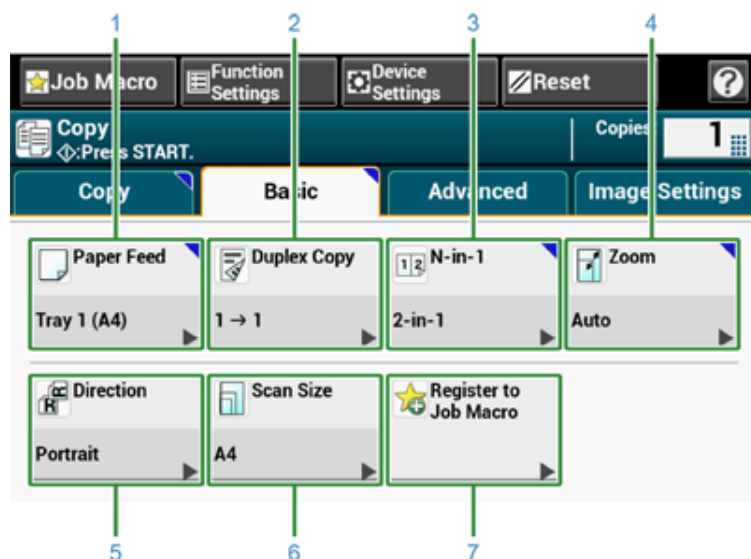 1 2 3 4
Job Macro Function Settings Device Settings Reset ?
Copy Copies 1
:Press START.
Copy Basic Advanced Image Settings
Paper Feed Duplex Copy N-in-1 Zoom
Tray 1 (A4) 1 → 1 2-in-1 Auto
Direction Scan Size Register to Job Macro
Portrait A4
5 6 7